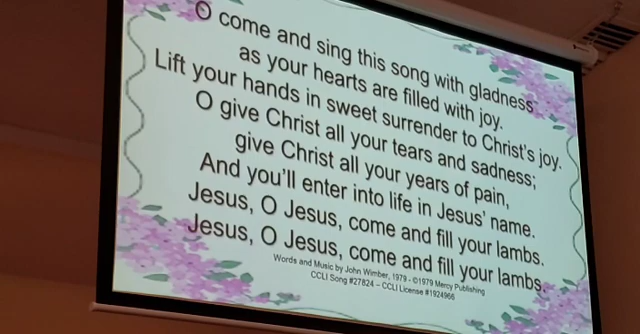 O come and sing this song with gladness
as your hearts are filled with joy.
Lift your hands in sweet surrender to Christ's joy.
O give Christ all your tears and sadness;
give Christ all your years of pain,
And you'll enter into life in Jesus' name.
Jesus, O Jesus, come and fill your lambs.
Jesus, O Jesus, come and fill your lambs.
Words and Music by John Wimber, 1979 - ©1979 Mercy Publishing
CCLI Song #27824 – CCLI License #1924966